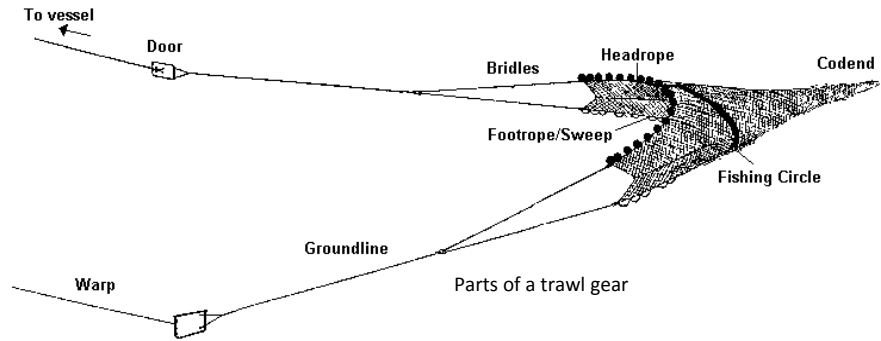 To vessel
Door
Headrope
Bridles
Codend
Footrope/Sweep
Fishing Circle
Groundline
Warp
Parts of a trawl gear